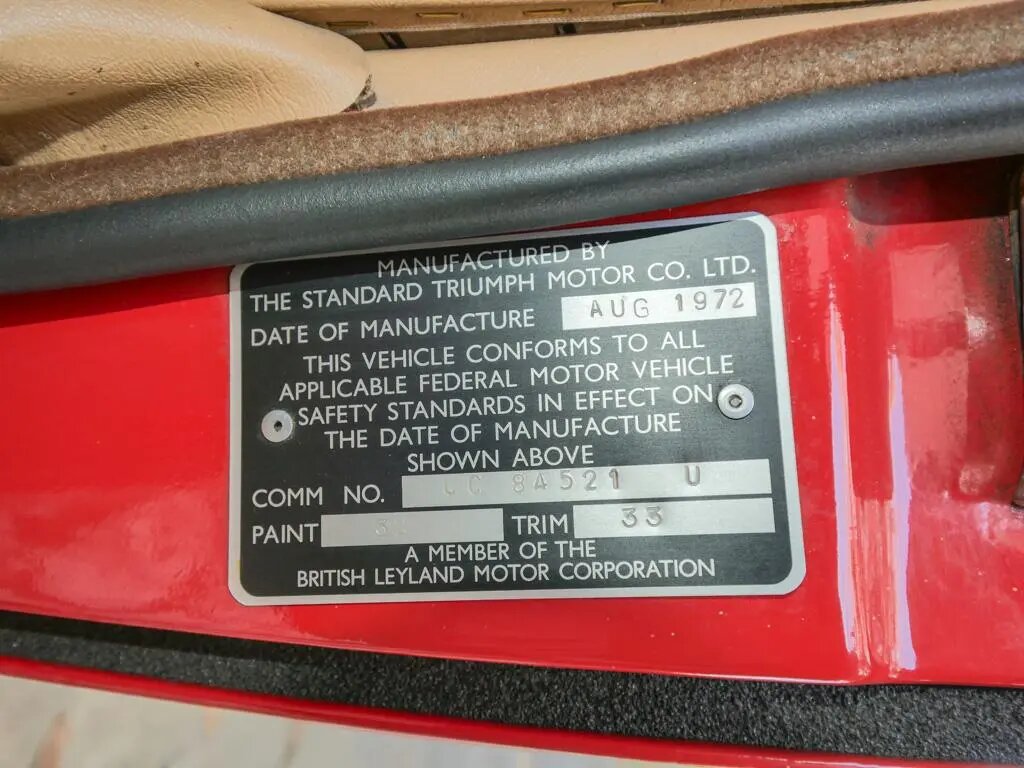 MANUFACTURED BY
THE STANDARD TRIUMPH MOTOR CO. LTD.
DATE OF MANUFACTURE AUG 1972
THIS VEHICLE CONFORMS TO ALL
APPLICABLE FEDERAL MOTOR VEHICLE
SAFETY STANDARDS IN EFFECT ON
THE DATE OF MANUFACTURE
SHOWN ABOVE
COMM NO. 84521 U
PAINT TRIM 33
A MEMBER OF THE
BRITISH LEYLAND MOTOR CORPORATION